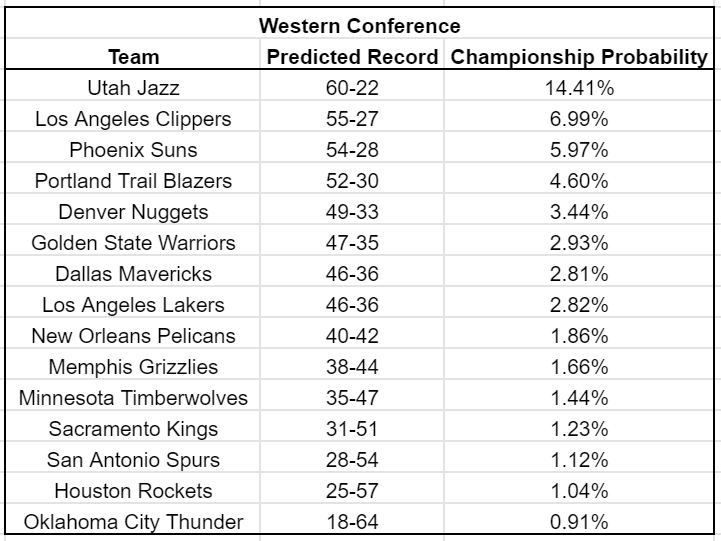 Western Conference
Team Predicted Record Championship Probability
Utah Jazz 60-22 14.41%
Los Angeles Clippers 55-27 6.99%
Phoenix Suns 54-28 5.97%
Portland Trail Blazers 52-30 4.60%
Denver Nuggets 49-33 3.44%
Golden State Warriors 47-35 2.93%
Dallas Mavericks 46-36 2.81%
Los Angeles Lakers 46-36 2.82%
New Orleans Pelicans 40-42 1.86%
Memphis Grizzlies 38-44 1.66%
Minnesota Timberwolves 35-47 1.44%
Sacramento Kings 31-51 1.23%
San Antonio Spurs 28-54 1.12%
Houston Rockets 25-57 1.04%
Oklahoma City Thunder 18-64 0.91%